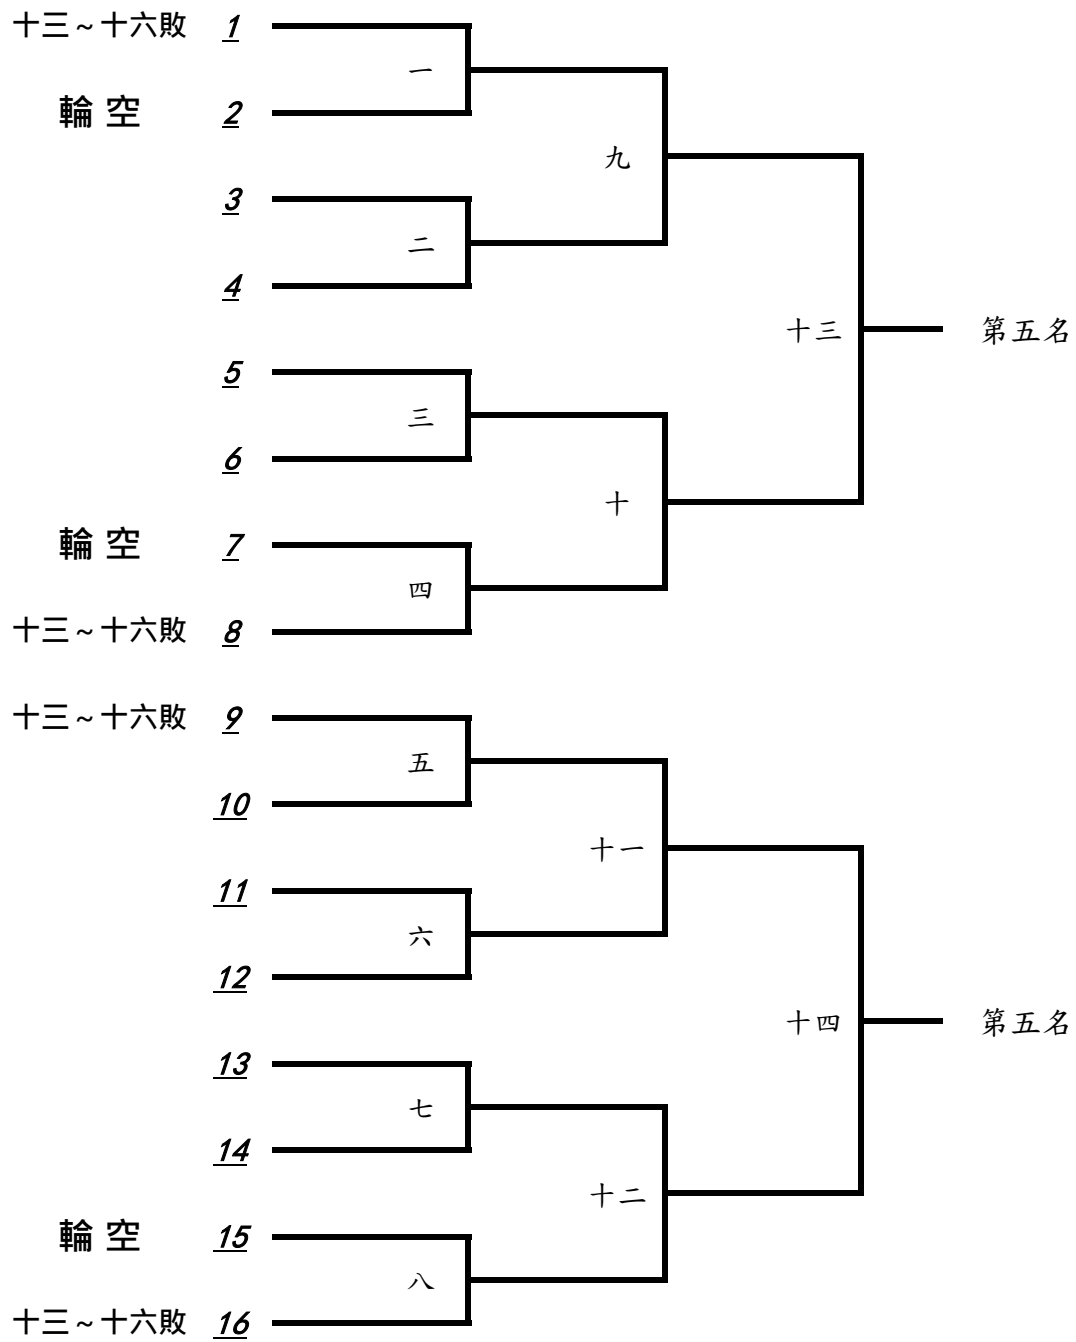 十三～十六敗 1
一
輪空 2
九
3
二
4
十三 第五名
5
三
6
十
輪空 7
四
十三～十六敗 8
十三～十六敗 9
五
10
十一
11
六
12
十四 第五名
13
七
14
十二
輪空 15
八
十三～十六敗 16